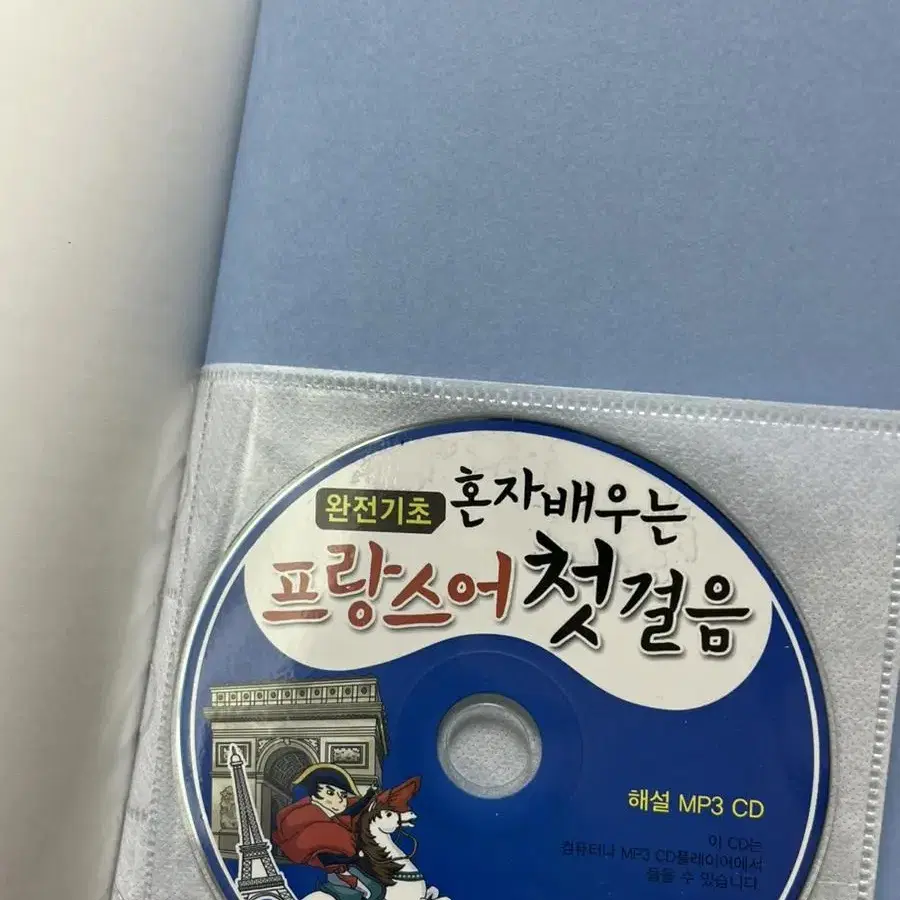 완전기초 혼자배우는
프랑스어 첫걸음
해설 MP3 CD
이 CD는
컴퓨터나 MP3 CD플레이어에서
들을 수 있습니다